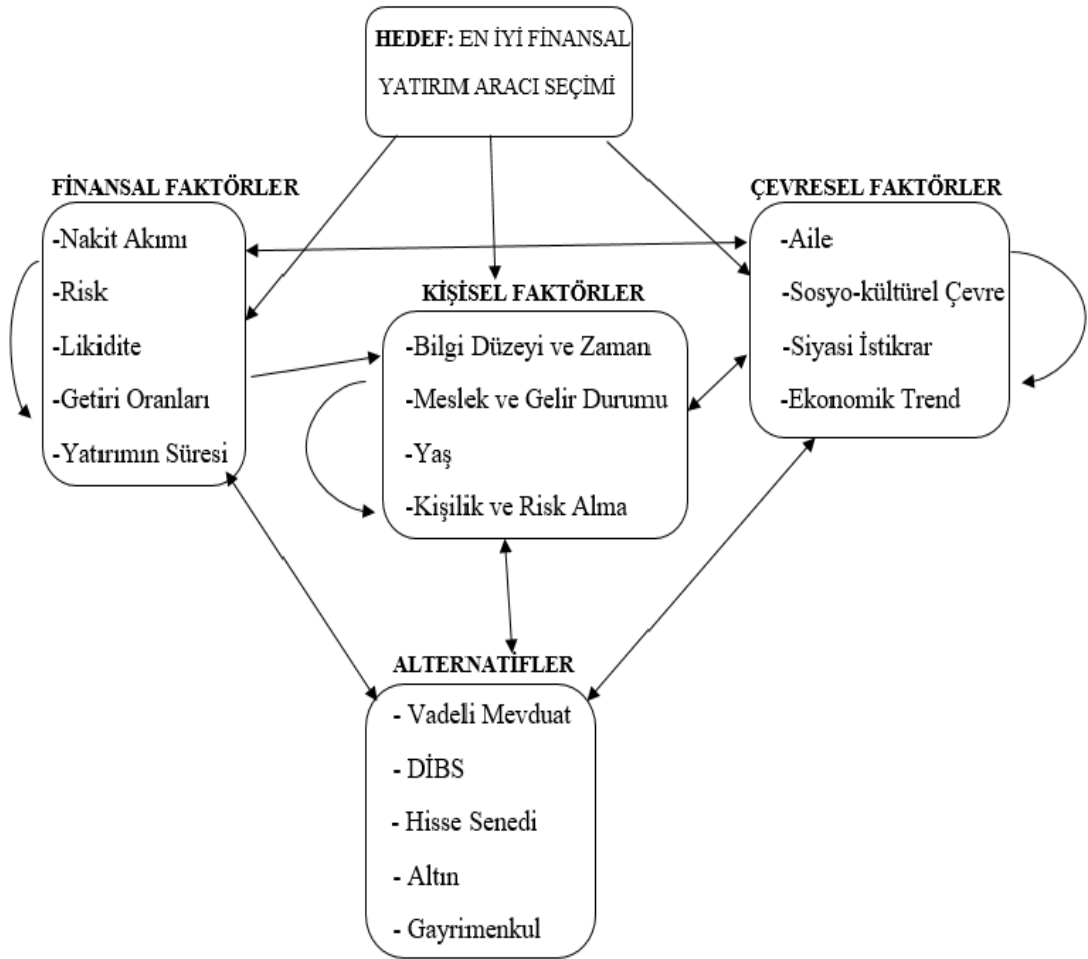 HEDEF: EN İYİ FİNANSAL
YATIRIM ARACI SEÇİMİ
FİNANSAL FAKTÖRLER
-Nakit Akımı
-Risk
-Likidite
-Getiri Oranları
-Yatırımın Süresi
KİŞİSEL FAKTÖRLER
-Bilgi Düzeyi ve Zaman
-Meslek ve Gelir Durumu
-Yaş
-Kişilik ve Risk Alma
ÇEVRESEL FAKTÖRLER
-Aile
-Sosyo-kültürel Çevre
-Siyasi İstikrar
-Ekonomik Trend
ALTERNATİFLER
- Vadeli Mevduat
- DİBS
- Hisse Senedi
- Altın
- Gayrimenkul